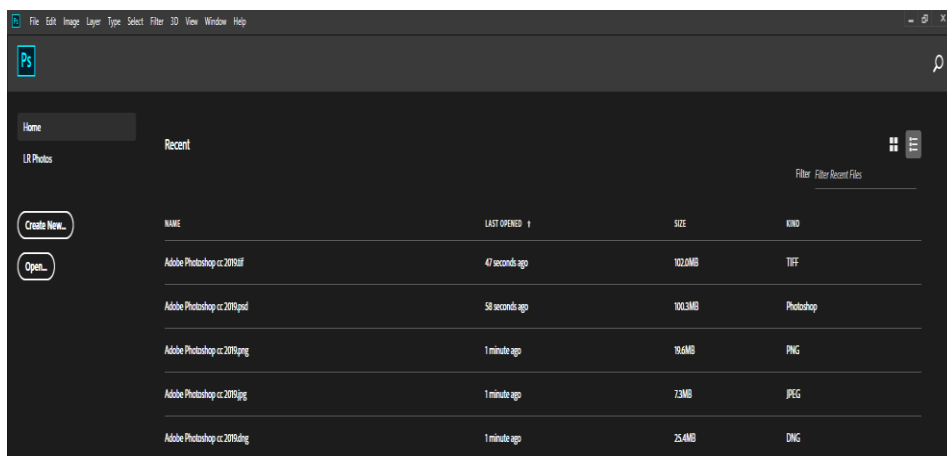 Ps File Edit Image Layer Type Select Filter 3D View Window Help
Ps
Home
LR Photos
Create New...
Open...
Recent
Filter Filter Recent Files
NAME LAST OPENED ↑ SIZE KIND
Adobe Photoshop cc 2019.tif 47 seconds ago 102.0MB TIFF
Adobe Photoshop cc 2019.psd 58 seconds ago 100.3MB Photoshop
Adobe Photoshop cc 2019.png 1 minute ago 19.6MB PNG
Adobe Photoshop cc 2019.jpg 1 minute ago 7.3MB JPEG
Adobe Photoshop cc 2019.dng 1 minute ago 25.4MB DNG